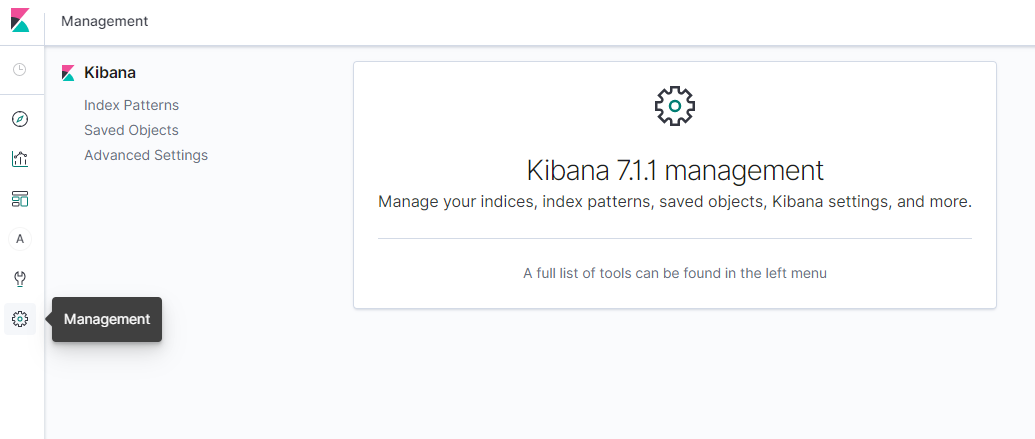 Management
Kibana
Index Patterns
Saved Objects
Advanced Settings
A
Management
Kibana 7.1.1 management
Manage your indices, index patterns, saved objects, Kibana settings, and more.
A full list of tools can be found in the left menu